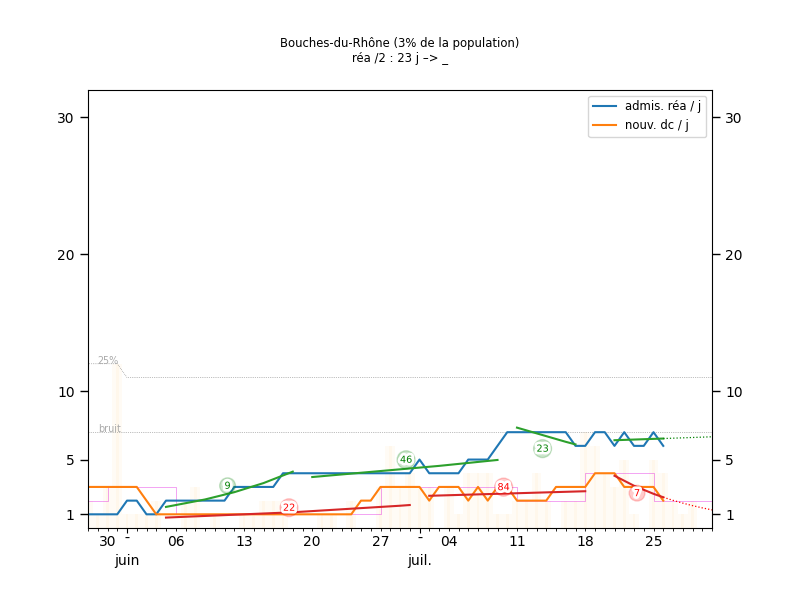 Bouches-du-Rhône (3% de la population)
réa /2 : 23 j –> _
admis. réa / j
nouv. dc / j
30 30
20 20
25%
10 10
bruit
46
23
5 5
9
84
7
22
1 1
30 - 06 13 20 27 - 04 11 18 25
juin juil.